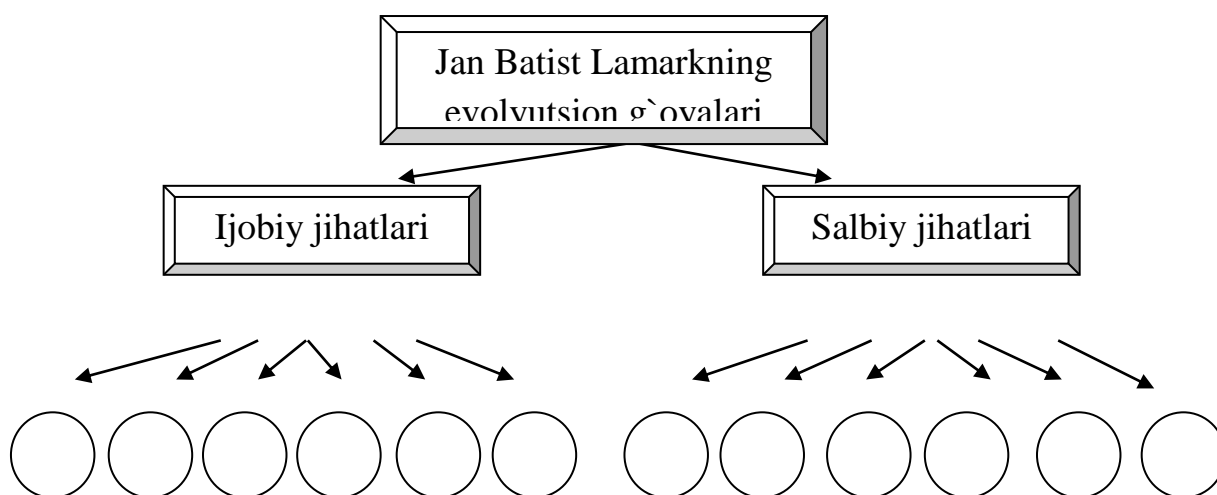 Jan Batist Lamarkning
evolyutsion g`oyalari
Ijobiy jihatlari
Salbiy jihatlari